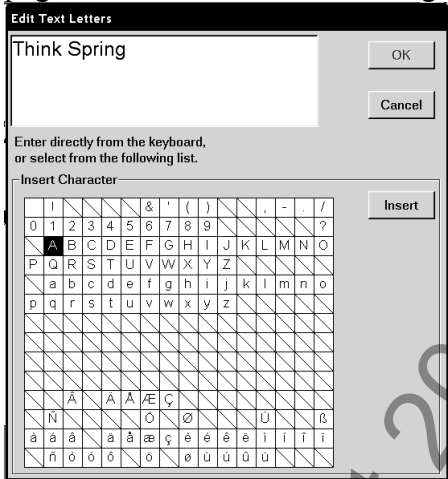 Edit Text Letters
Think Spring
OK
Cancel
Enter directly from the keyboard,
or select from the following list.
Insert Character
Insert
! & ' ( ) , - . /
0 1 2 3 4 5 6 7 8 9 ?
A B C D E F G H I J K L M N O
P Q R S T U V W X Y Z
a b c d e f g h i j k l m n o
p q r s t u v w x y z